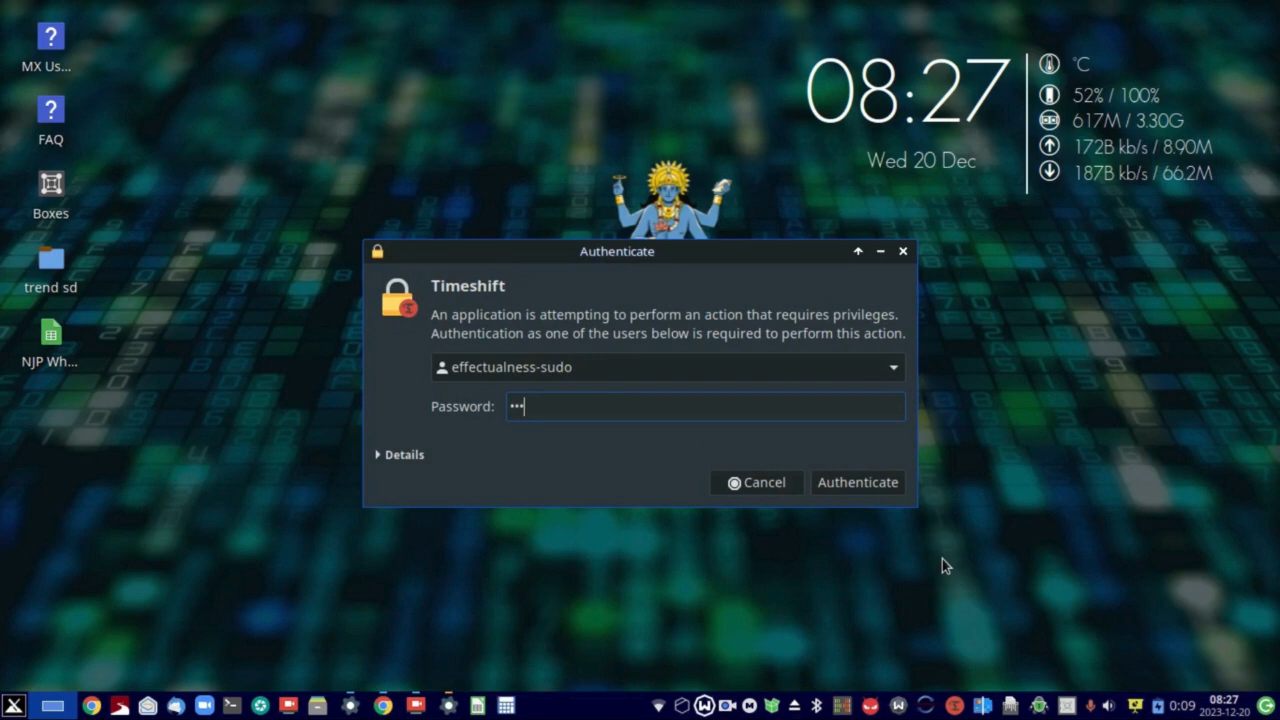 MX Us...
FAQ
Boxes
trend sd
NJP Wh...
08:27
Wed 20 Dec
°C
52% / 100%
617M / 3.30G
172B kb/s / 8.90M
187B kb/s / 66.2M
Authenticate
Timeshift
An application is attempting to perform an action that requires privileges.
Authentication as one of the users below is required to perform this action.
effectualness-sudo
Password: •••
Details
Cancel Authenticate
0:09
08:27
2023-12-20